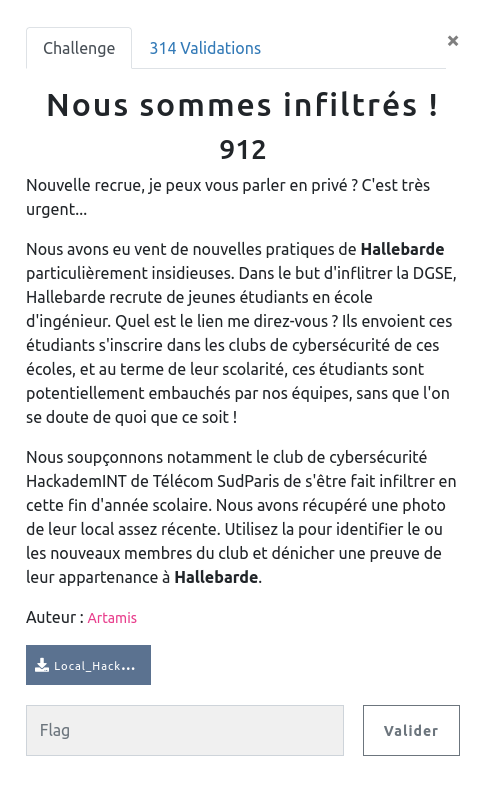 Challenge
314 Validations
×
Nous sommes infiltrés !
912
Nouvelle recrue, je peux vous parler en privé ? C'est très
urgent...
Nous avons eu vent de nouvelles pratiques de Hallebarde
particulièrement insidieuses. Dans le but d'inflitrer la DGSE,
Hallebarde recrute de jeunes étudiants en école
d'ingénieur. Quel est le lien me direz-vous ? Ils envoient ces
étudiants s'inscrire dans les clubs de cybersécurité de ces
écoles, et au terme de leur scolarité, ces étudiants sont
potentiellement embauchés par nos équipes, sans que l'on
se doute de quoi que ce soit !
Nous soupçonnons notamment le club de cybersécurité
HackademINT de Télécom SudParis de s'être fait infiltrer en
cette fin d'année scolaire. Nous avons récupéré une photo
de leur local assez récente. Utilisez la pour identifier le ou
les nouveaux membres du club et dénicher une preuve de
leur appartenance à Hallebarde.
Auteur : Artamis
Local_Hack...
Flag
Valider